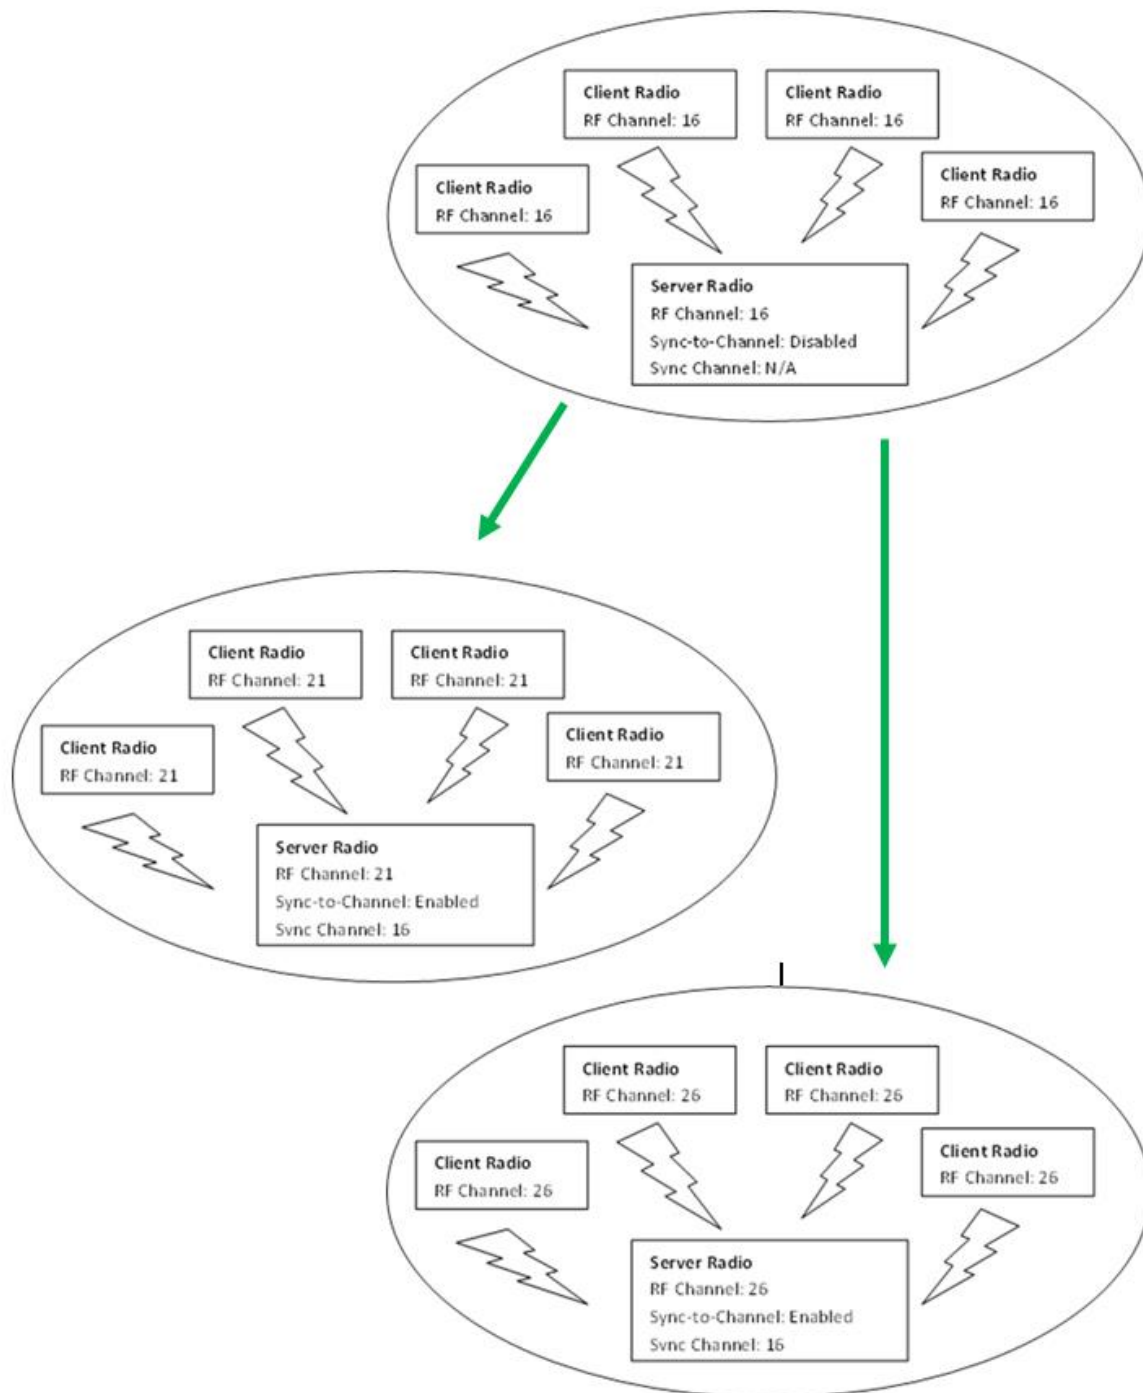 Client Radio
RF Channel: 16
Client Radio
RF Channel: 16
Client Radio
RF Channel: 16
Client Radio
RF Channel: 16
Server Radio
RF Channel: 16
Sync-to-Channel: Disabled
Sync Channel: N/A
Client Radio
RF Channel: 21
Client Radio
RF Channel: 21
Client Radio
RF Channel: 21
Client Radio
RF Channel: 21
Server Radio
RF Channel: 21
Sync-to-Channel: Enabled
Sync Channel: 16
Client Radio
RF Channel: 26
Client Radio
RF Channel: 26
Client Radio
RF Channel: 26
Client Radio
RF Channel: 26
Server Radio
RF Channel: 26
Sync-to-Channel: Enabled
Sync Channel: 16